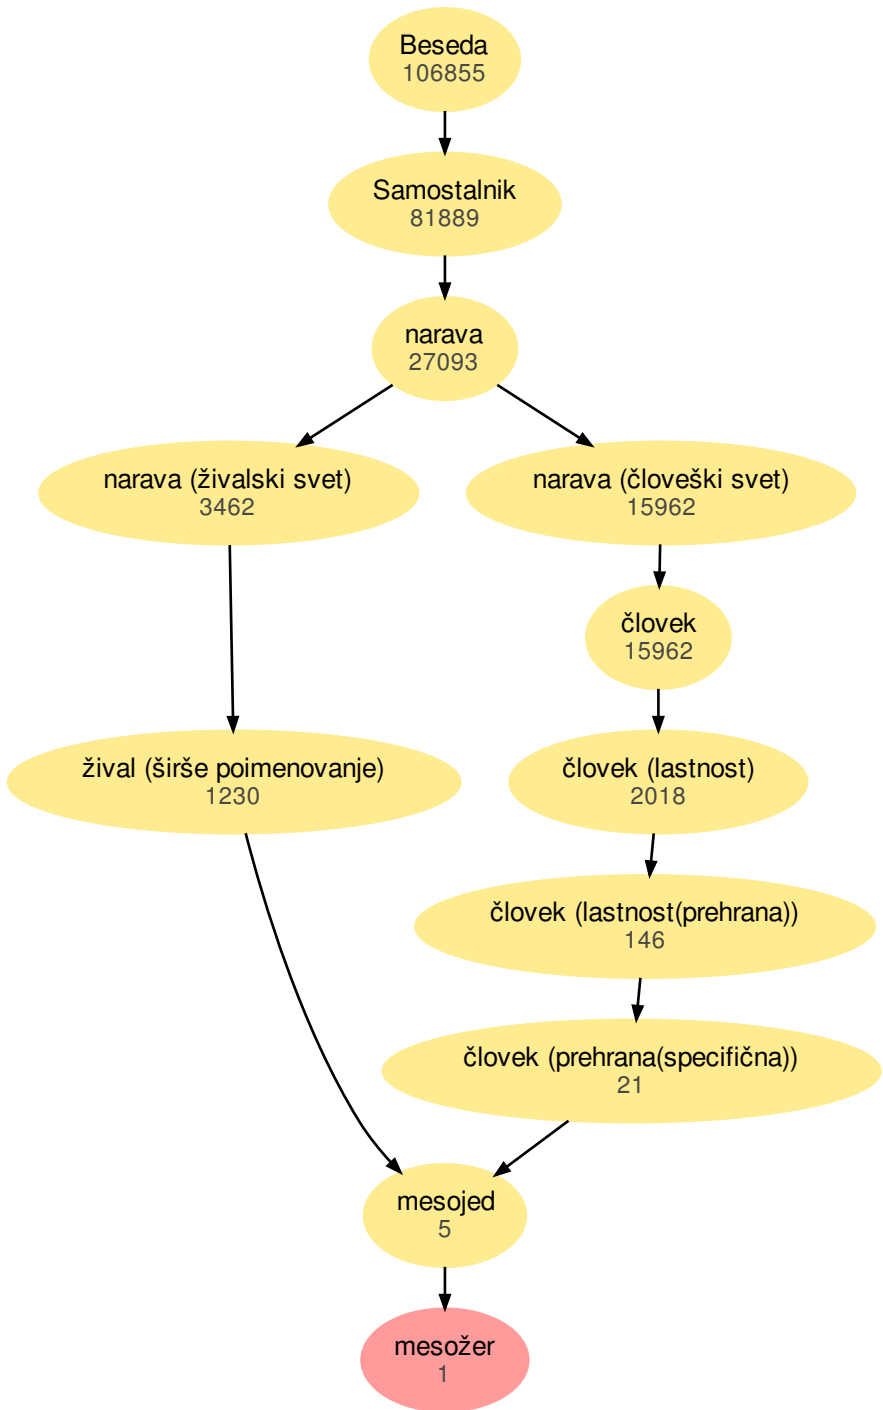 Beseda
106855
Samostalnik
81889
narava
27093
narava (živalski svet)
3462
narava (človeški svet)
15962
človek
15962
žival (širše poimenovanje)
1230
človek (lastnost)
2018
človek (lastnost(prehrana))
146
človek (prehrana(specifična))
21
mesojed
5
mesožer
1